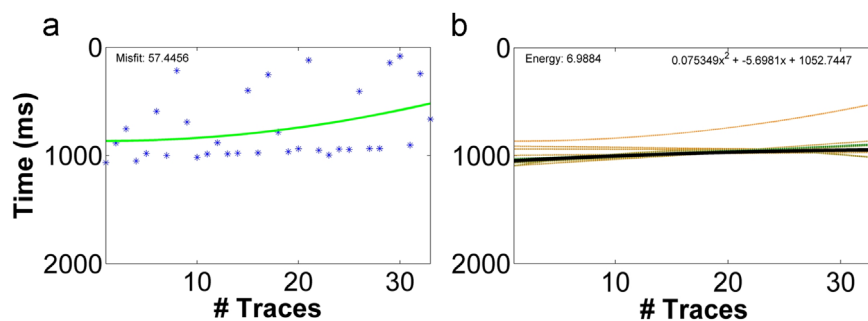 a
Misfit: 57.4456
0
1000
2000
Time (ms)
10
20
30
# Traces
b
Energy: 6.9884
0.075349x² + -5.6981x + 1052.7447
0
1000
2000
10
20
30
# Traces